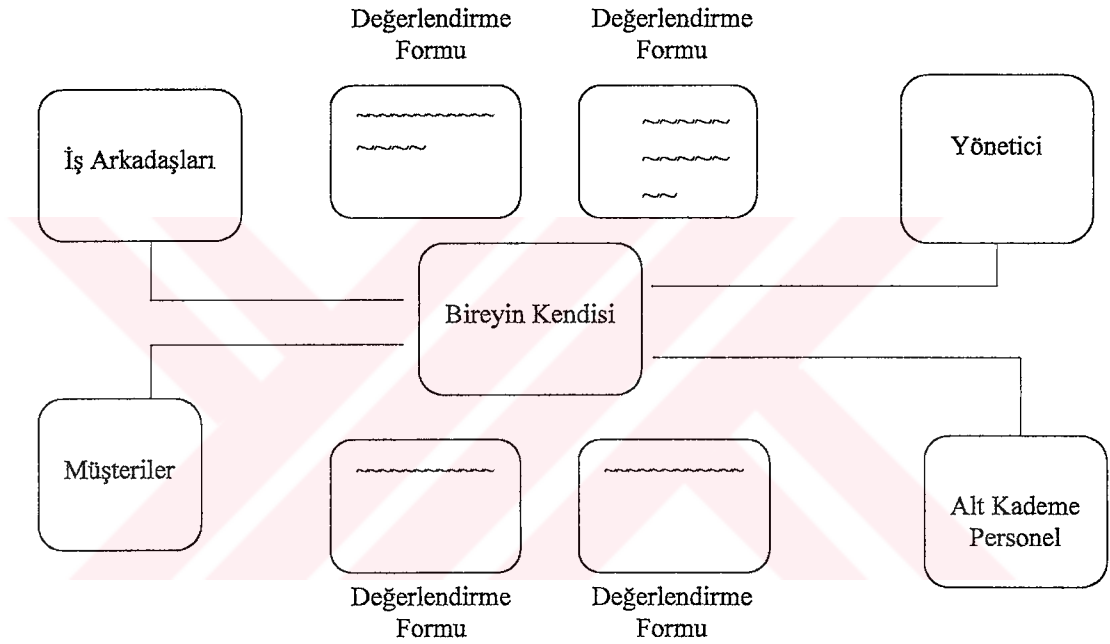 Değerlendirme
Formu
Değerlendirme
Formu
İş Arkadaşları
Yönetici
Bireyin Kendisi
Müşteriler
Alt Kademe
Personel
Değerlendirme
Formu
Değerlendirme
Formu